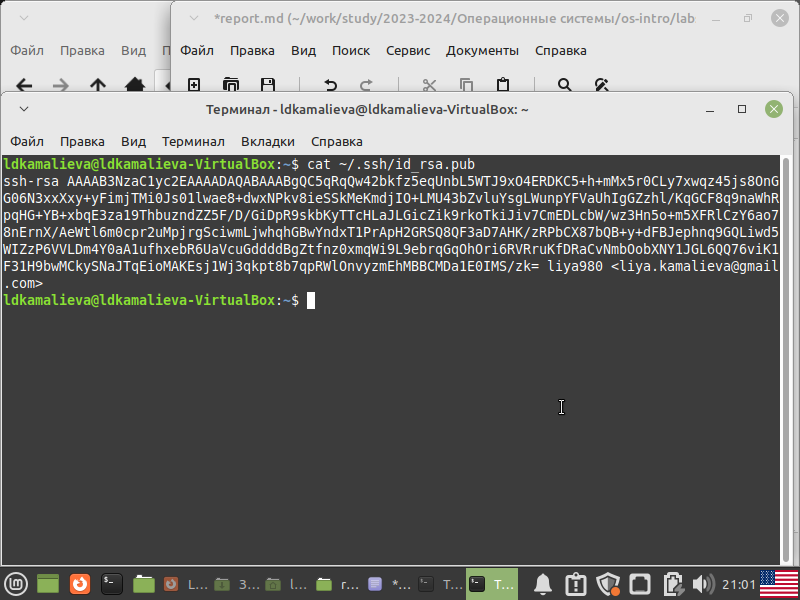 *report.md (~/work/study/2023-2024/Операционные системы/os-intro/lab
Файл Правка Вид
Файл Правка Вид Поиск Сервис Документы Справка
Терминал - ldkamalieva@ldkamalieva-VirtualBox: ~
Файл Правка Вид Терминал Вкладки Справка
ldkamalieva@ldkamalieva-VirtualBox:~$ cat ~/.ssh/id_rsa.pub
ssh-rsa AAAAB3NzaC1yc2EAAAADAQABAAABgQC5qRqQw42bkfz5eqUnbL5WTJ9xO4ERDKC5+h+mMx5r0CLy7xwqz45js8OnG
G06N3xxXxy+yFimjTMi0Js01lwae8+dwxNPkv8ieSSkMeKmdjIO+LMU43bZvluYsgLWunpYFVaUhIgGZzhl/KqGCF8q9naWhR
pqHG+YB+xbqE3za19ThbuzndZZ5F/D/GiDpR9skbKyTTcHLaJLGicZik9rkoTkiJiv7CmEDLcbW/wz3Hn5o+m5XFRlCzY6ao7
8nErnX/AeWtl6m0cpr2uMpjrgSciwmLjwhqhGBwYndxT1PrApH2GRSQ8QF3aD7AHK/zRPbCX87bQB+y+dFBJephnq9GQLiwd5
WIZzP6VVLDm4Y0aA1ufhxebR6UaVcuGddddBgZtfnz0xmqWi9L9ebrqGqOhOri6RVRruKfDRaCvNmbOobXNY1JGL6QQ76viK1
F31H9bwMCkySNaJTqEioMAKEsj1Wj3qkpt8b7qpRWlOnvyzmEhMBBCMDa1E0IMS/zk= liya980 <liya.kamalieva@gmail
.com>
ldkamalieva@ldkamalieva-VirtualBox:~$
L... 3... l... r... *... T... T... 21:01